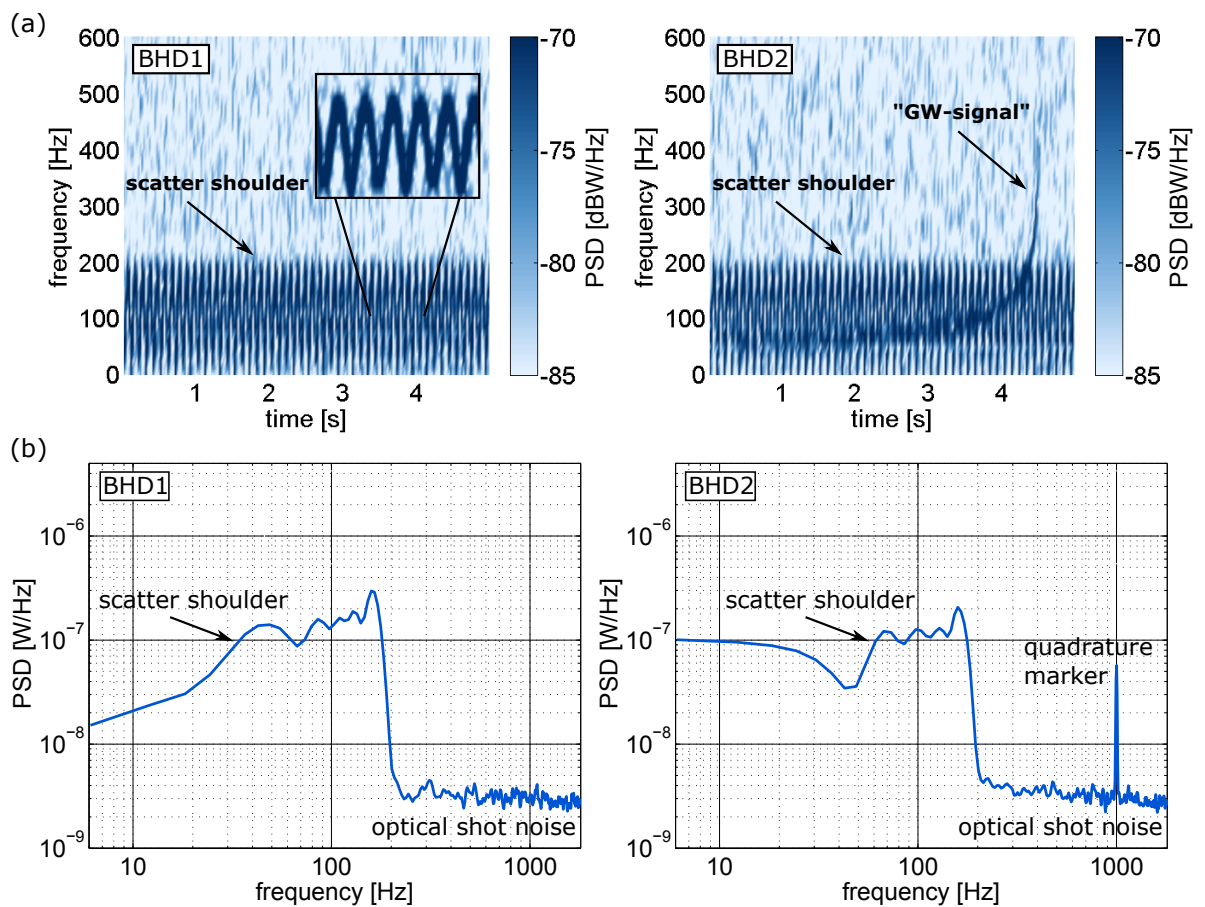 (a)
BHD1
600
500
400
300
200
100
0
frequency [Hz]
scatter shoulder
1
2
3
4
time [s]
-70
-75
-80
-85
PSD [dBW/Hz]
BHD2
600
500
400
300
200
100
0
frequency [Hz]
"GW-signal"
scatter shoulder
1
2
3
4
time [s]
-70
-75
-80
-85
PSD [dBW/Hz]
(b)
BHD1
10⁻⁶
10⁻⁷
10⁻⁸
10⁻⁹
PSD [W/Hz]
scatter shoulder
optical shot noise
10
100
1000
frequency [Hz]
BHD2
10⁻⁶
10⁻⁷
10⁻⁸
10⁻⁹
PSD [W/Hz]
scatter shoulder
quadrature
marker
optical shot noise
10
100
1000
frequency [Hz]